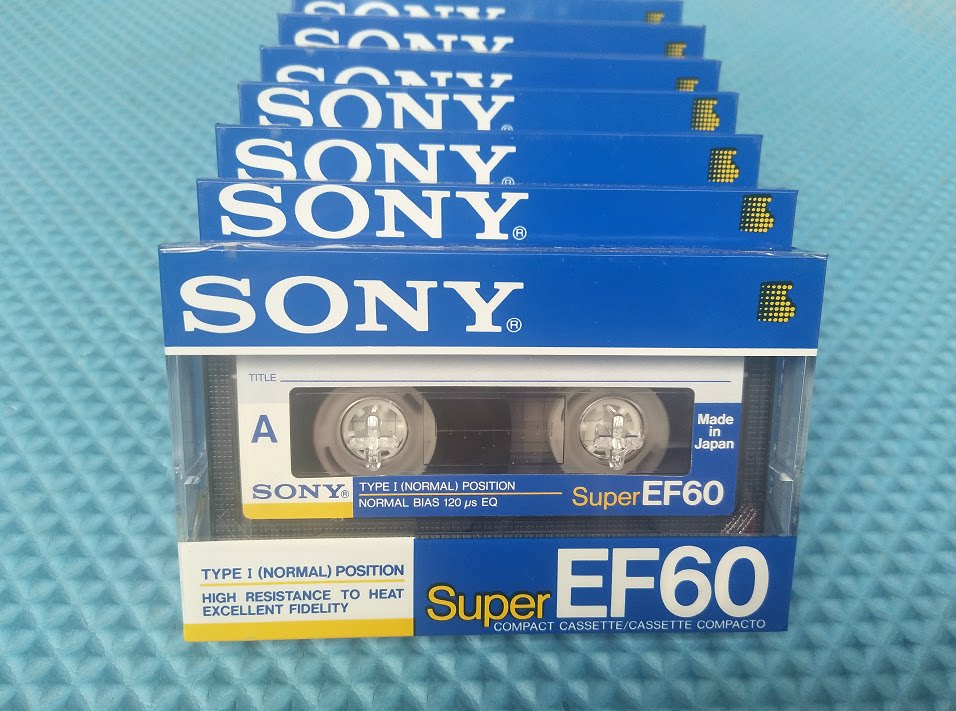 SONY
SONY
SONY
SONY
SONY®
SONY®
SONY®
TITLE
A
Made
in
Japan
SONY®
TYPE I (NORMAL) POSITION
NORMAL BIAS 120 µs EQ
Super EF60
TYPE I (NORMAL) POSITION
HIGH RESISTANCE TO HEAT
EXCELLENT FIDELITY
Super EF60
COMPACT CASSETTE/CASSETTE COMPACTO